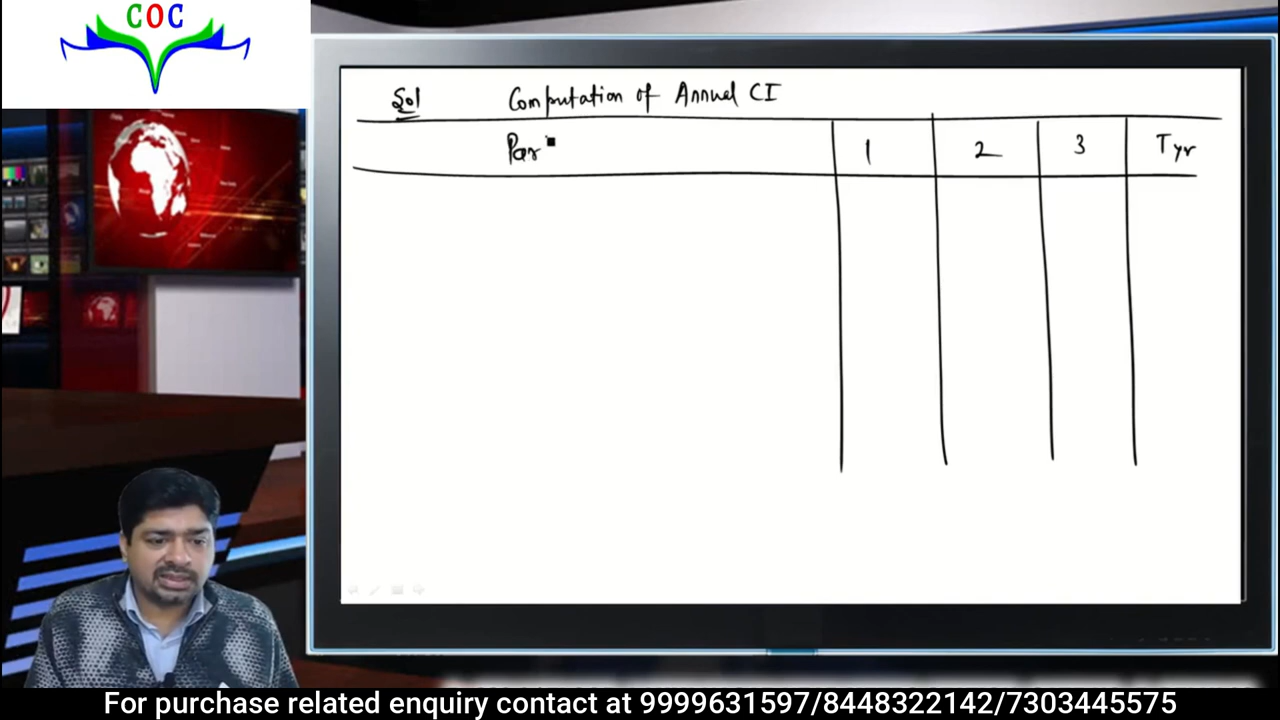 COC
Sol Computation of Annual CI
Par 1 2 3 Tyr
For purchase related enquiry contact at 9999631597/8448322142/7303445575